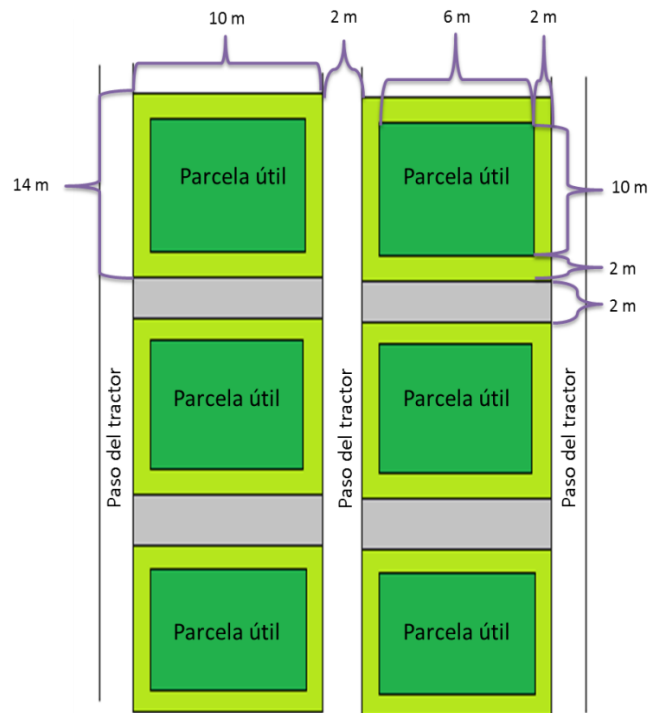 10 m
2 m
6 m
2 m
14 m
Parcela útil
Parcela útil
10 m
2 m
2 m
Parcela útil
Parcela útil
Paso del tractor
Paso del tractor
Paso del tractor
Parcela útil
Parcela útil